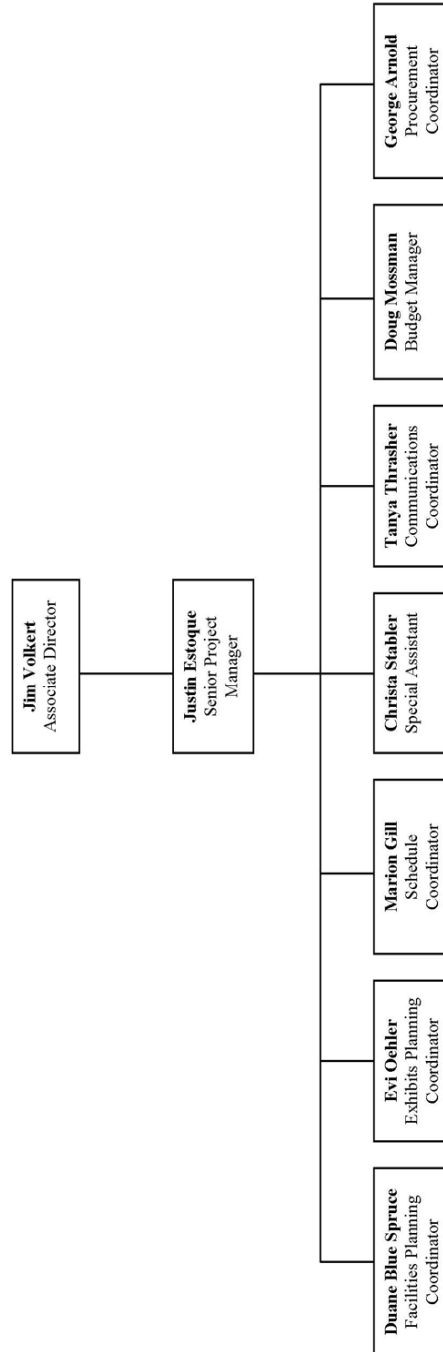 Jim Volkert
Associate Director
Justin Estoque
Senior Project
Manager
Duane Blue Spruce
Facilities Planning
Coordinator
Evi Oehler
Exhibits Planning
Coordinator
Marion Gill
Schedule
Coordinator
Christa Stabler
Special Assistant
Tanya Thrasher
Communications
Coordinator
Doug Mossman
Budget Manager
George Arnold
Procurement
Coordinator